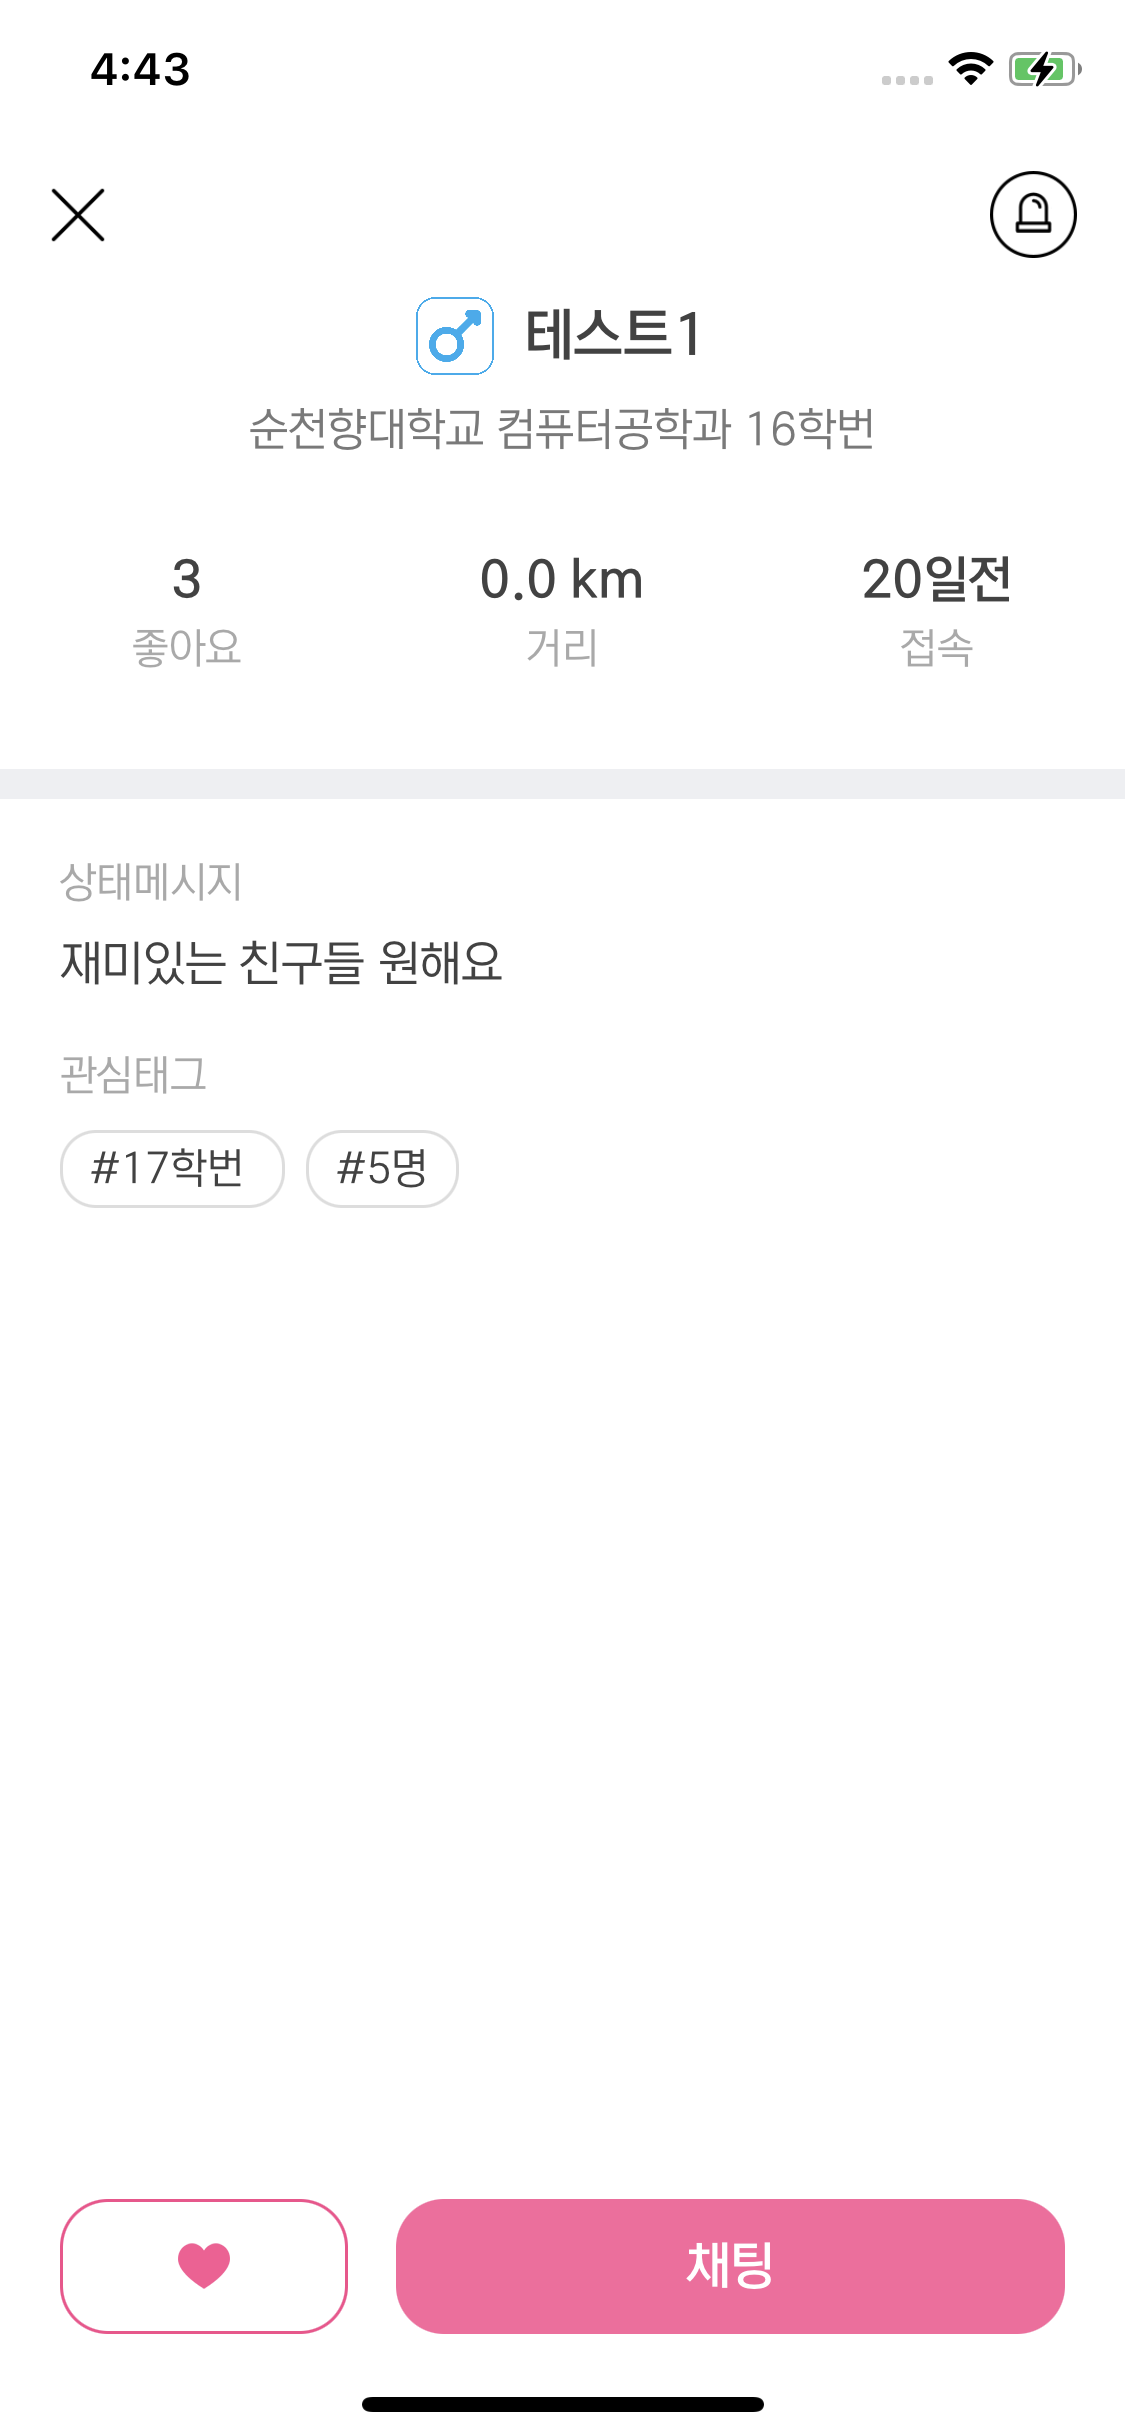 4:43
테스트1
순천향대학교 컴퓨터공학과 16학번
3 0.0 km 20일전
좋아요 거리 접속
상태메시지
재미있는 친구들 원해요
관심태그
#17학번 #5명
채팅